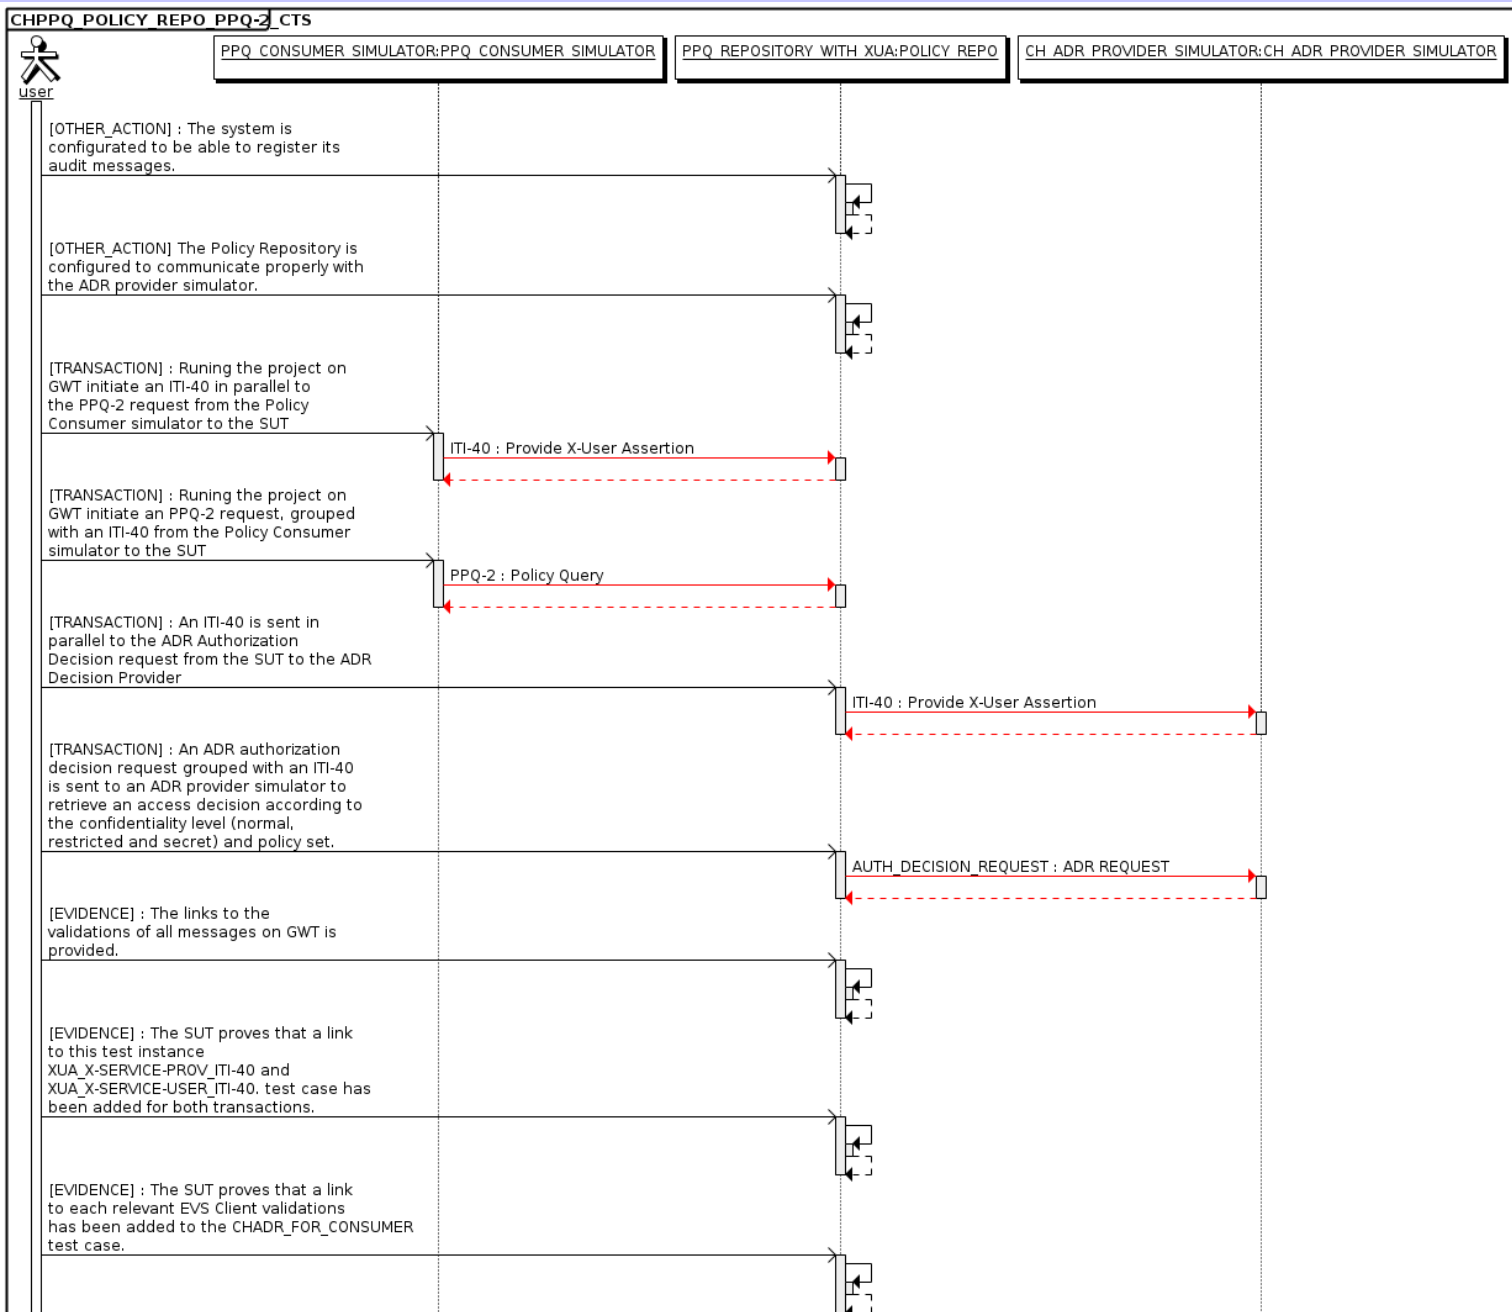 CHPPQ_POLICY_REPO_PPQ-2_CTS
user
PPQ_CONSUMER_SIMULATOR:PPQ_CONSUMER_SIMULATOR
PPQ_REPOSITORY_WITH_XUA:POLICY_REPO
CH_ADR_PROVIDER_SIMULATOR:CH_ADR_PROVIDER_SIMULATOR
[OTHER_ACTION] : The system is
configurated to be able to register its
audit messages.
[OTHER_ACTION] The Policy Repository is
configured to communicate properly with
the ADR provider simulator.
[TRANSACTION] : Runing the project on
GWT initiate an ITI-40 in parallel to
the PPQ-2 request from the Policy
Consumer simulator to the SUT
ITI-40 : Provide X-User Assertion
[TRANSACTION] : Runing the project on
GWT initiate an PPQ-2 request, grouped
with an ITI-40 from the Policy Consumer
simulator to the SUT
PPQ-2 : Policy Query
[TRANSACTION] : An ITI-40 is sent in
parallel to the ADR Authorization
Decision request from the SUT to the ADR
Decision Provider
ITI-40 : Provide X-User Assertion
[TRANSACTION] : An ADR authorization
decision request grouped with an ITI-40
is sent to an ADR provider simulator to
retrieve an access decision according to
the confidentiality level (normal,
restricted and secret) and policy set.
AUTH_DECISION_REQUEST : ADR REQUEST
[EVIDENCE] : The links to the
validations of all messages on GWT is
provided.
[EVIDENCE] : The SUT proves that a link
to this test instance
XUA_X-SERVICE-PROV_ITI-40 and
XUA_X-SERVICE-USER_ITI-40. test case has
been added for both transactions.
[EVIDENCE] : The SUT proves that a link
to each relevant EVS Client validations
has been added to the CHADR_FOR_CONSUMER
test case.